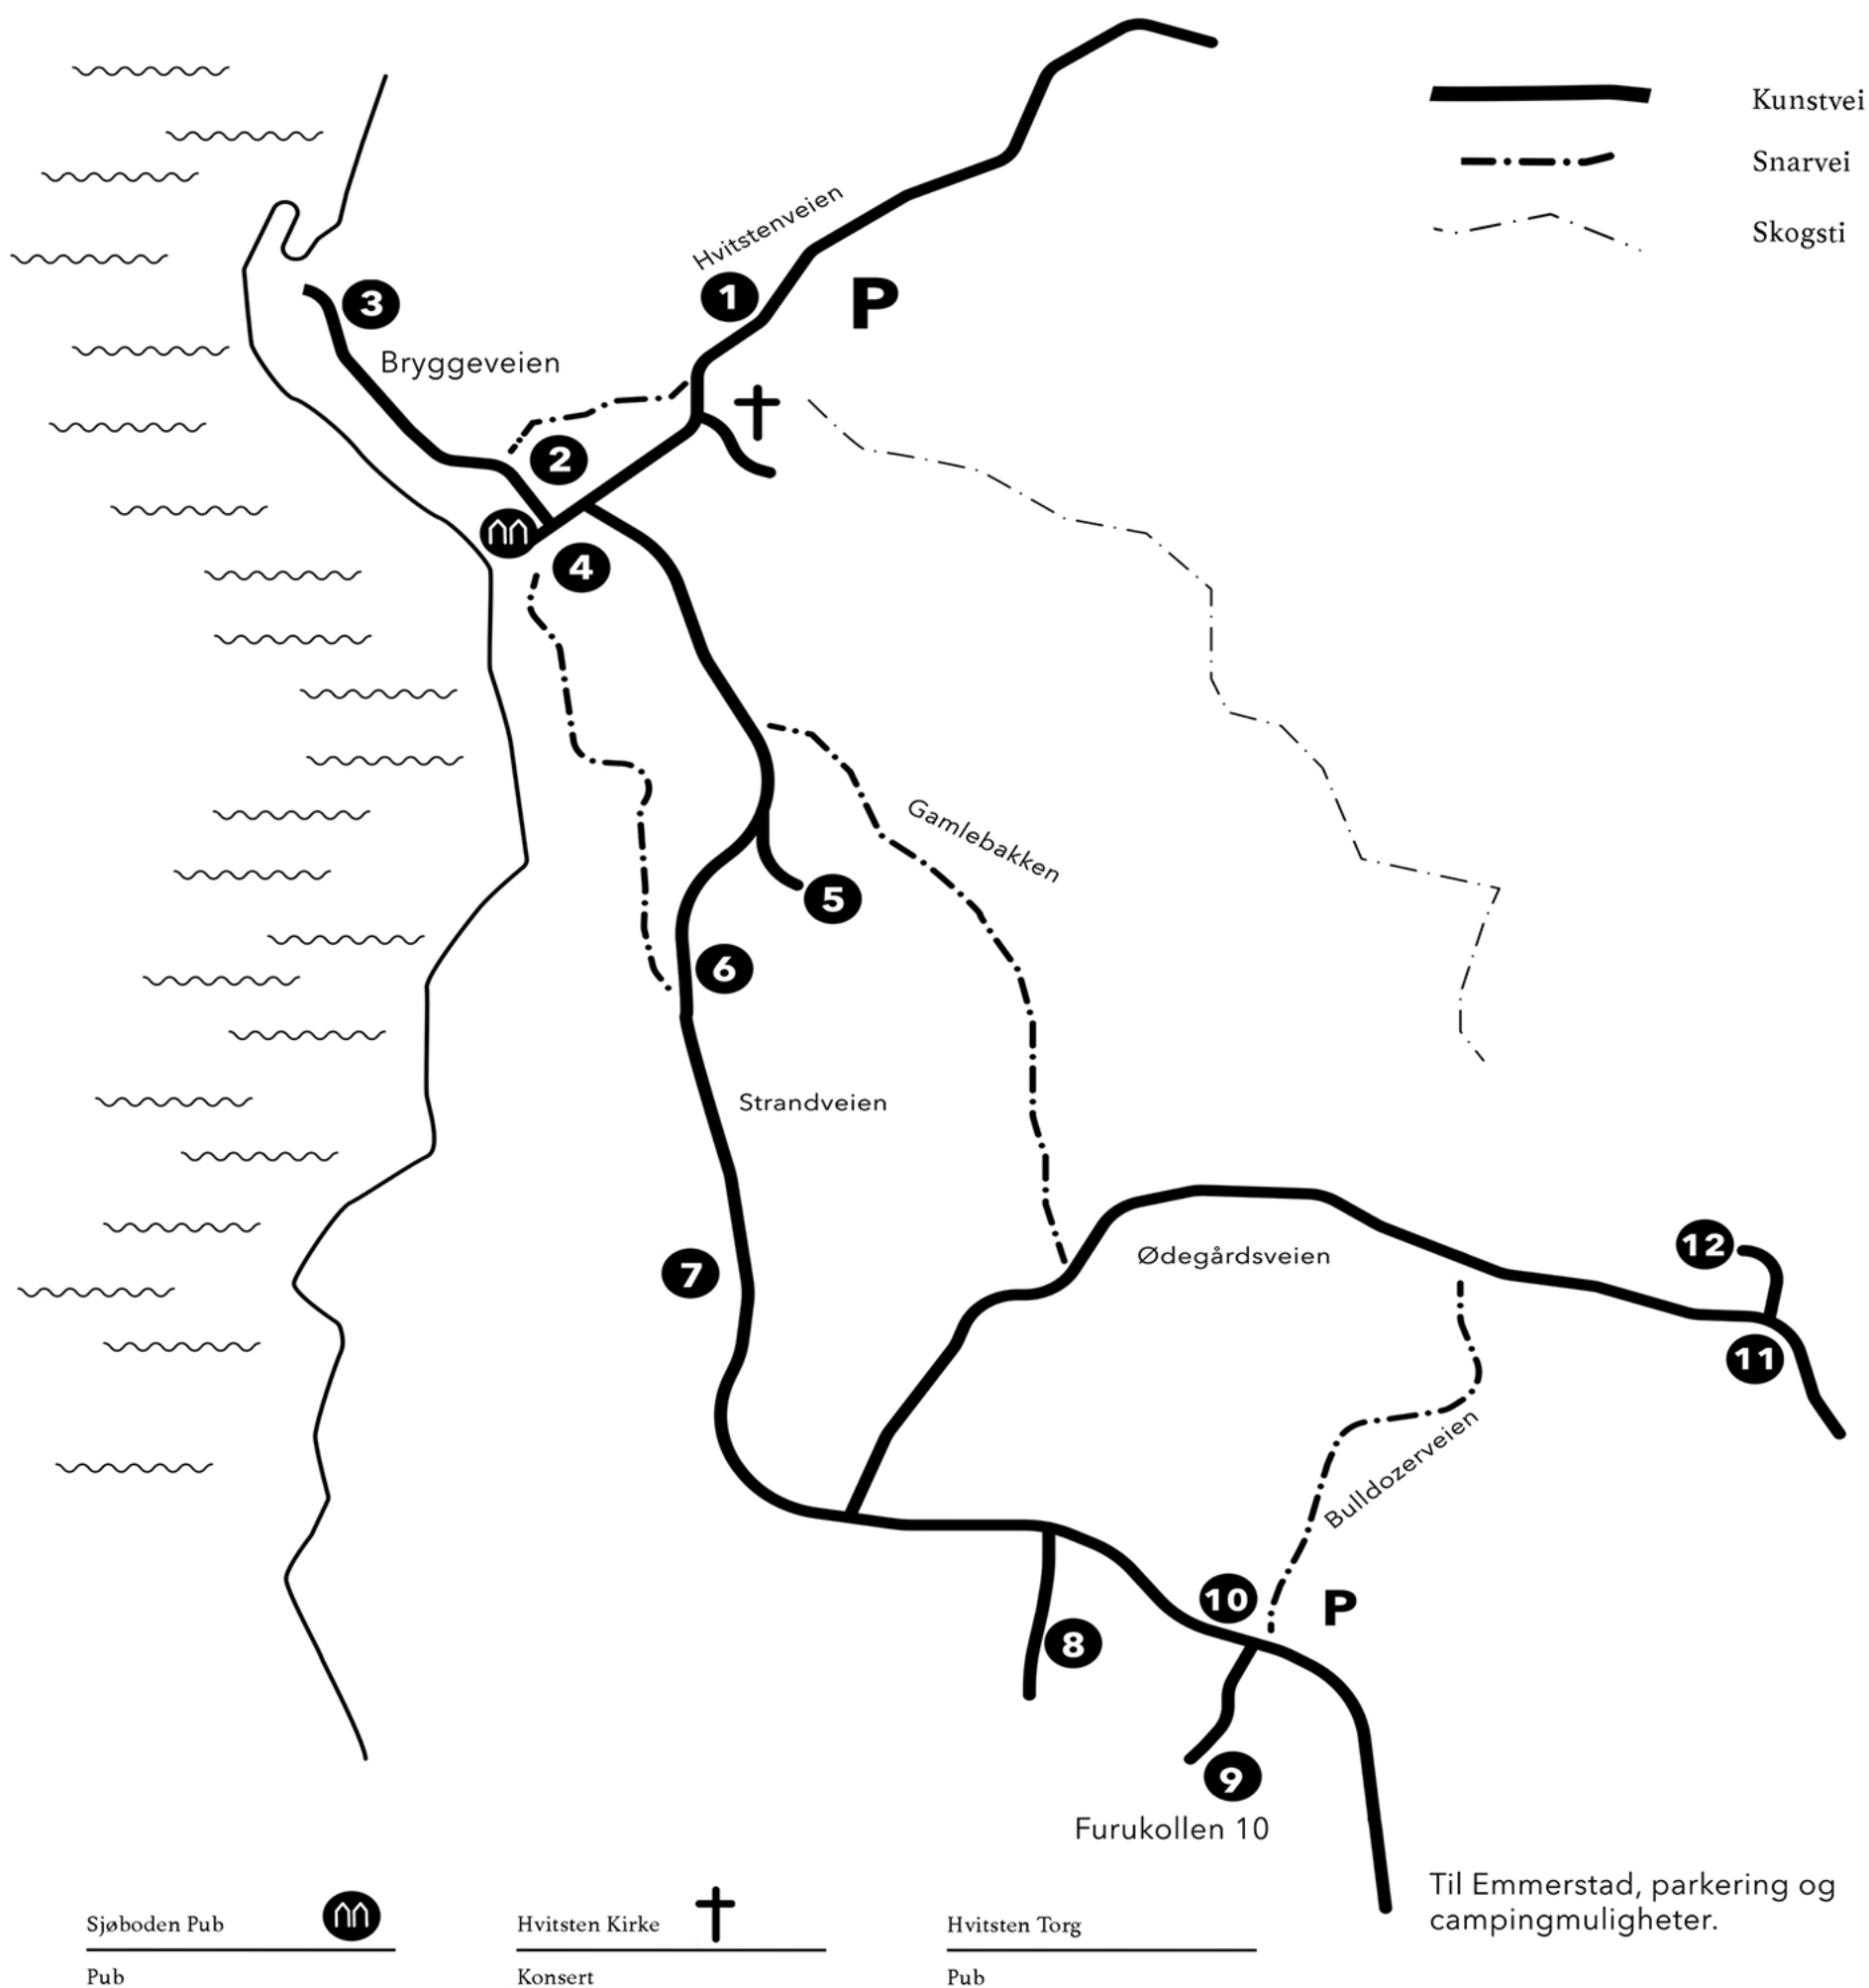 Kunstvei
Snarvei
Skogsti
Hvitstenveien
1
P
3
Bryggeveien
2
4
Gamlebakken
5
6
Strandveien
12
Ødegårdsveien
7
11
Bulldozerveien
10
P
8
9
Furukollen 10
Til Emmerstad, parkering og
campingmuligheter.
Sjøboden Pub
Pub
Hvitsten Kirke
Konsert
Hvitsten Torg
Pub